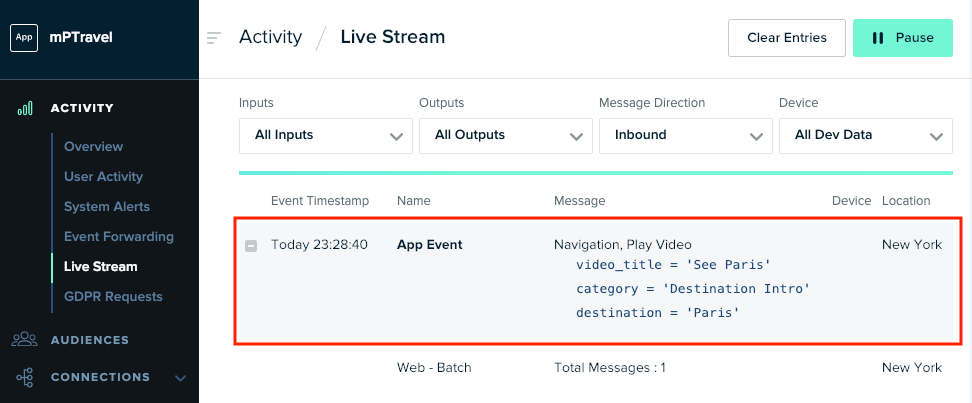 App mPTravel
Activity / Live Stream
Clear Entries
Pause
ACTIVITY
Overview
User Activity
System Alerts
Event Forwarding
Live Stream
GDPR Requests
AUDIENCES
CONNECTIONS
Inputs Outputs Message Direction Device
All Inputs All Outputs Inbound All Dev Data
Event Timestamp Name Message Device Location
Today 23:28:40 App Event Navigation, Play Video New York
video_title = 'See Paris'
category = 'Destination Intro'
destination = 'Paris'
Web - Batch Total Messages : 1 New York